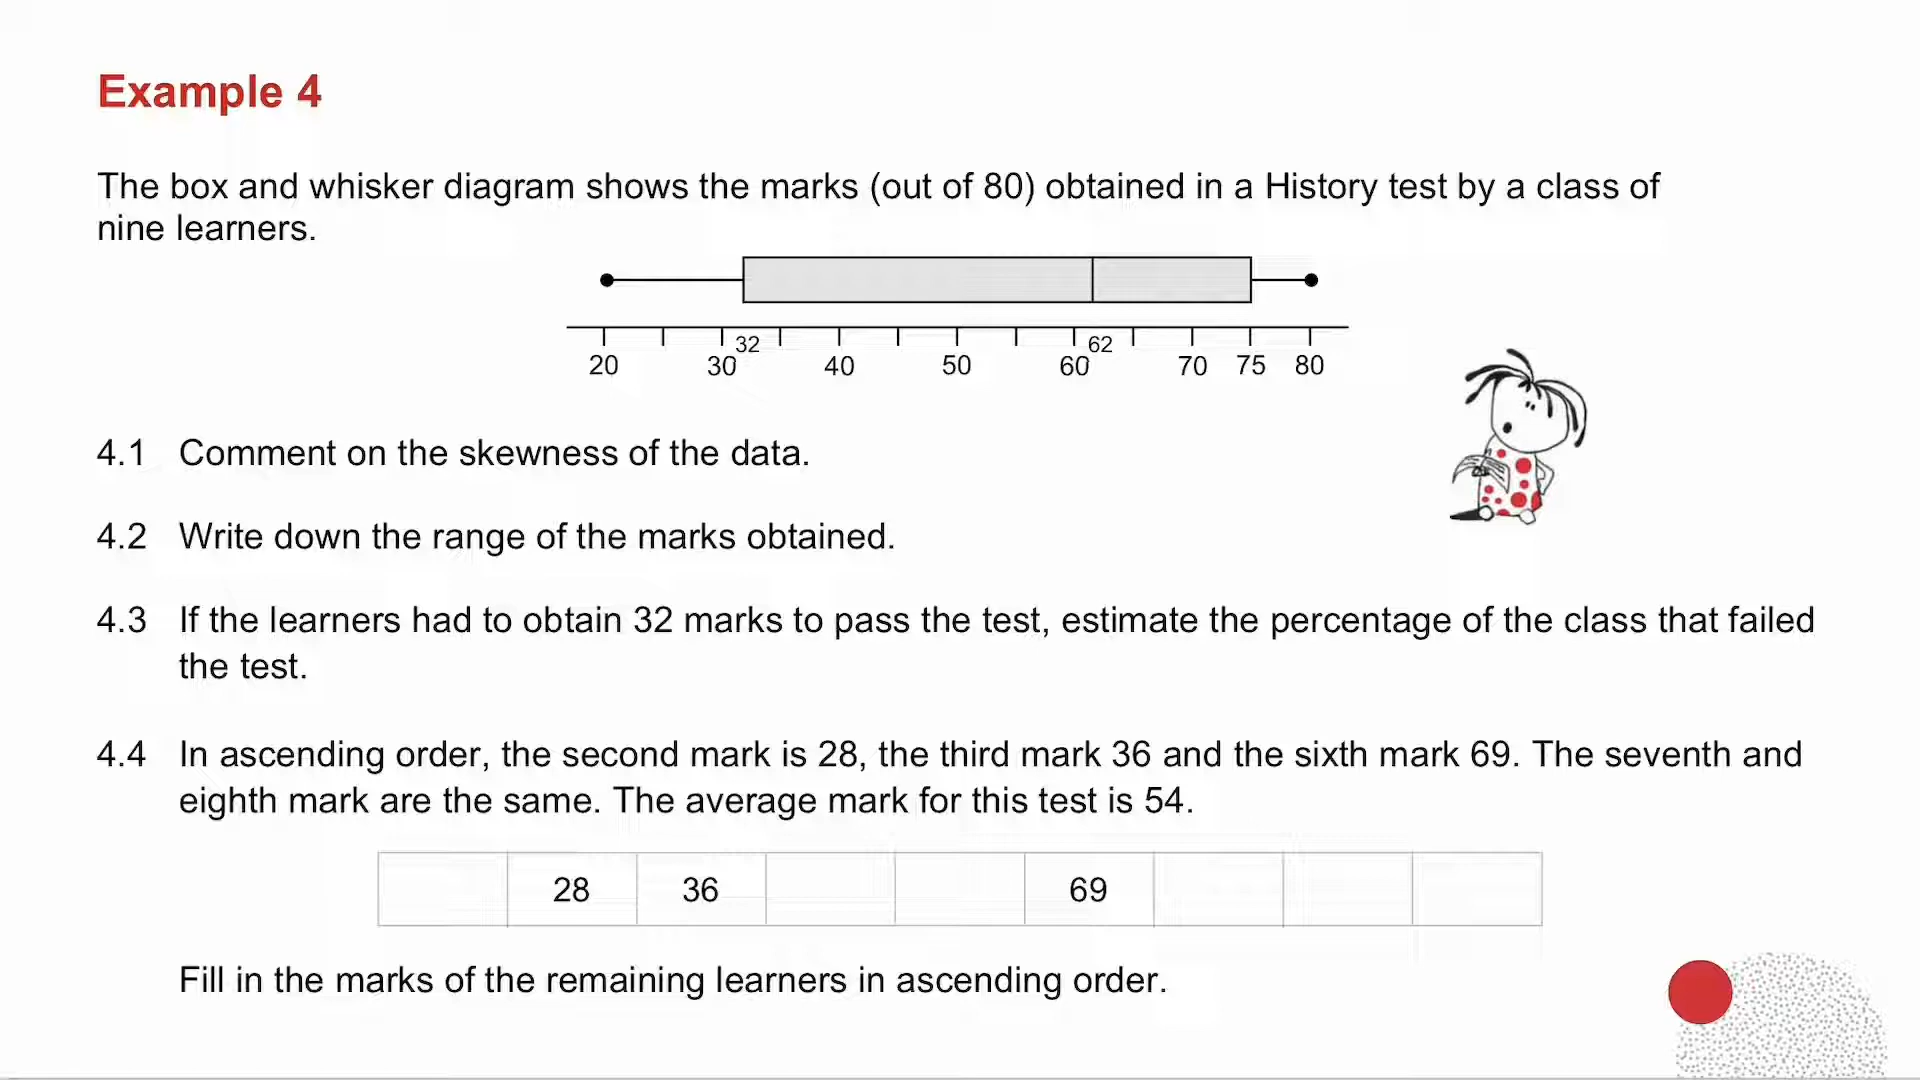 Example 4
The box and whisker diagram shows the marks (out of 80) obtained in a History test by a class of
nine learners.
32 62
20 30 40 50 60 70 75 80
4.1 Comment on the skewness of the data.
4.2 Write down the range of the marks obtained.
4.3 If the learners had to obtain 32 marks to pass the test, estimate the percentage of the class that failed
the test.
4.4 In ascending order, the second mark is 28, the third mark 36 and the sixth mark 69. The seventh and
eighth mark are the same. The average mark for this test is 54.
28 36 69
Fill in the marks of the remaining learners in ascending order.